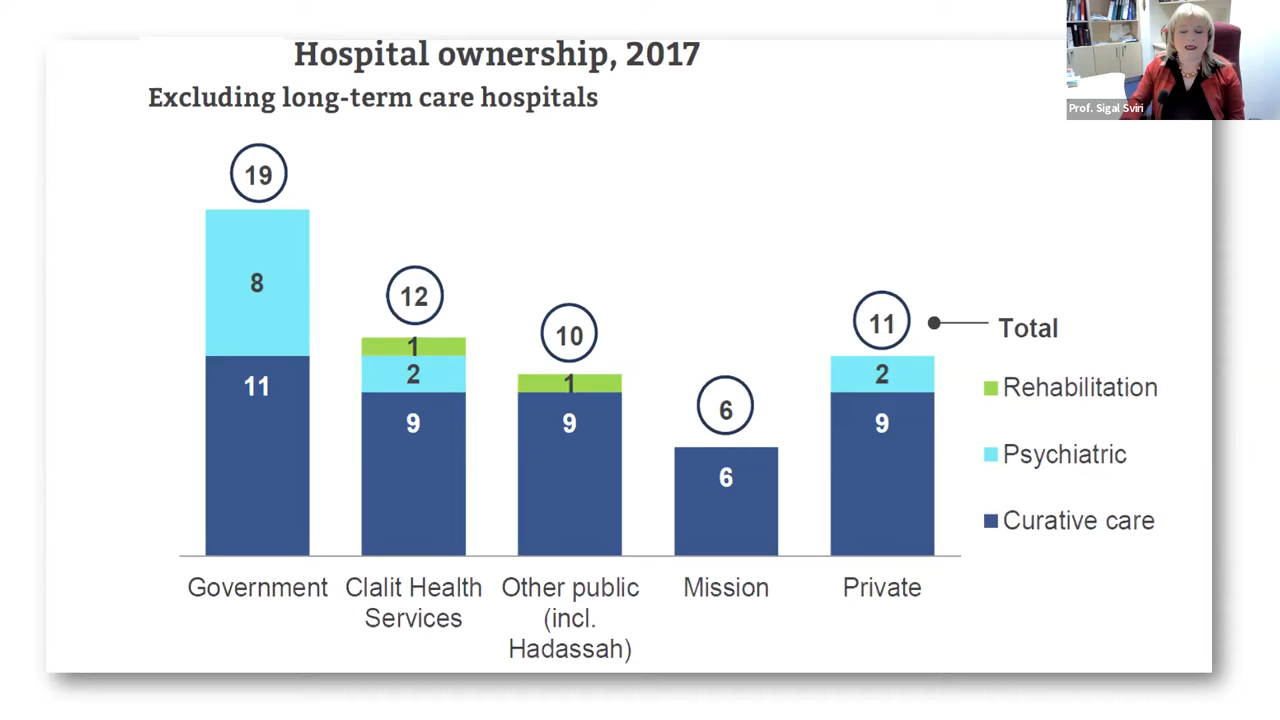 Hospital ownership, 2017
Excluding long-term care hospitals
Prof. Sigal Sviri
19
8
11
12
1
2
9
10
1
9
6
6
11
2
9
Total
Rehabilitation
Psychiatric
Curative care
Government
Clalit Health
Services
Other public
(incl.
Hadassah)
Mission
Private